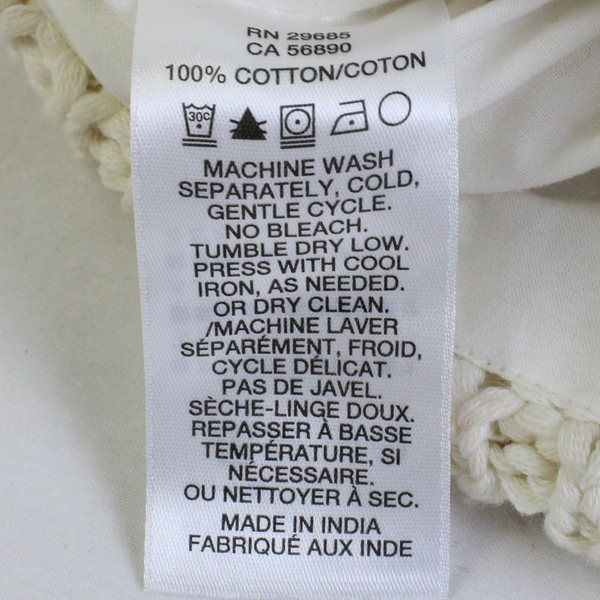 RN 29685
CA 56890
100% COTTON/COTON
30C
MACHINE WASH
SEPARATELY, COLD,
GENTLE CYCLE.
NO BLEACH.
TUMBLE DRY LOW.
PRESS WITH COOL
IRON, AS NEEDED.
OR DRY CLEAN.
/MACHINE LAVER
SÉPARÉMENT, FROID,
CYCLE DÉLICAT.
PAS DE JAVEL.
SÈCHE-LINGE DOUX.
REPASSER À BASSE
TEMPÉRATURE, SI
NÉCESSAIRE.
OU NETTOYER À SEC.
MADE IN INDIA
FABRIQUÉ AUX INDE